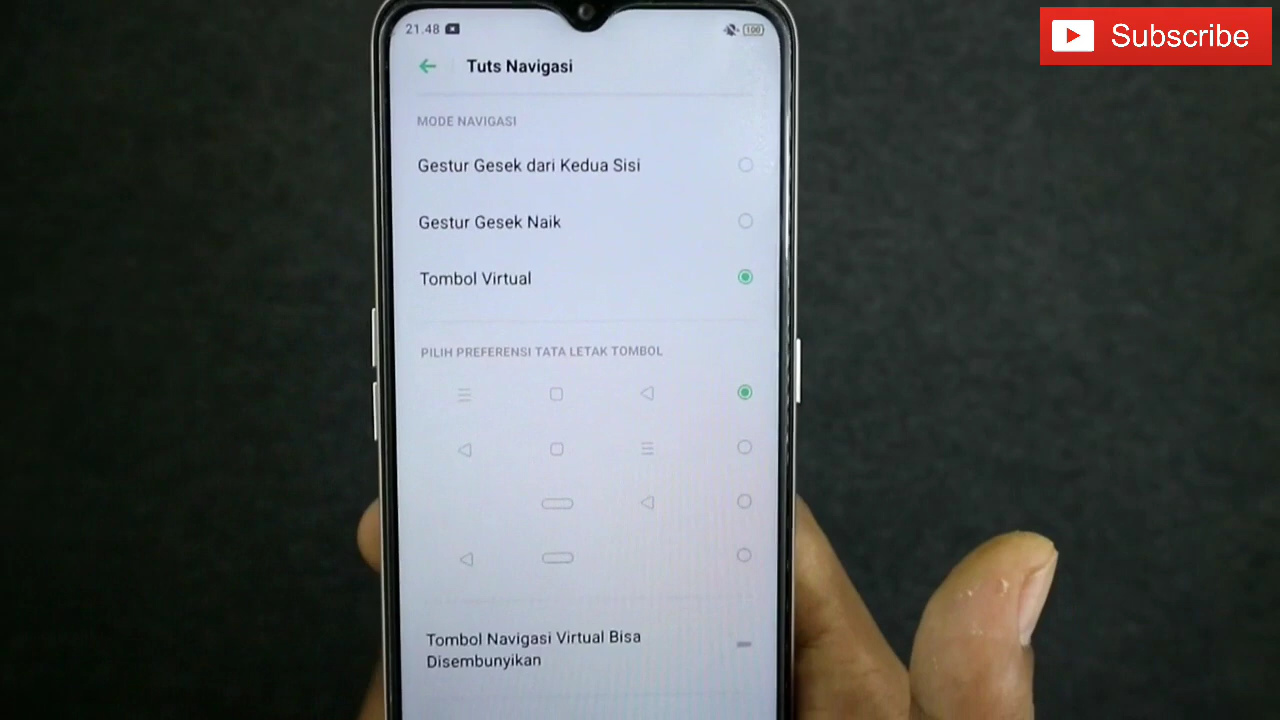 21.48
100
Subscribe
Tuts Navigasi
MODE NAVIGASI
Gestur Gesek dari Kedua Sisi
Gestur Gesek Naik
Tombol Virtual
PILIH PREFERENSI TATA LETAK TOMBOL
Tombol Navigasi Virtual Bisa
Disembunyikan